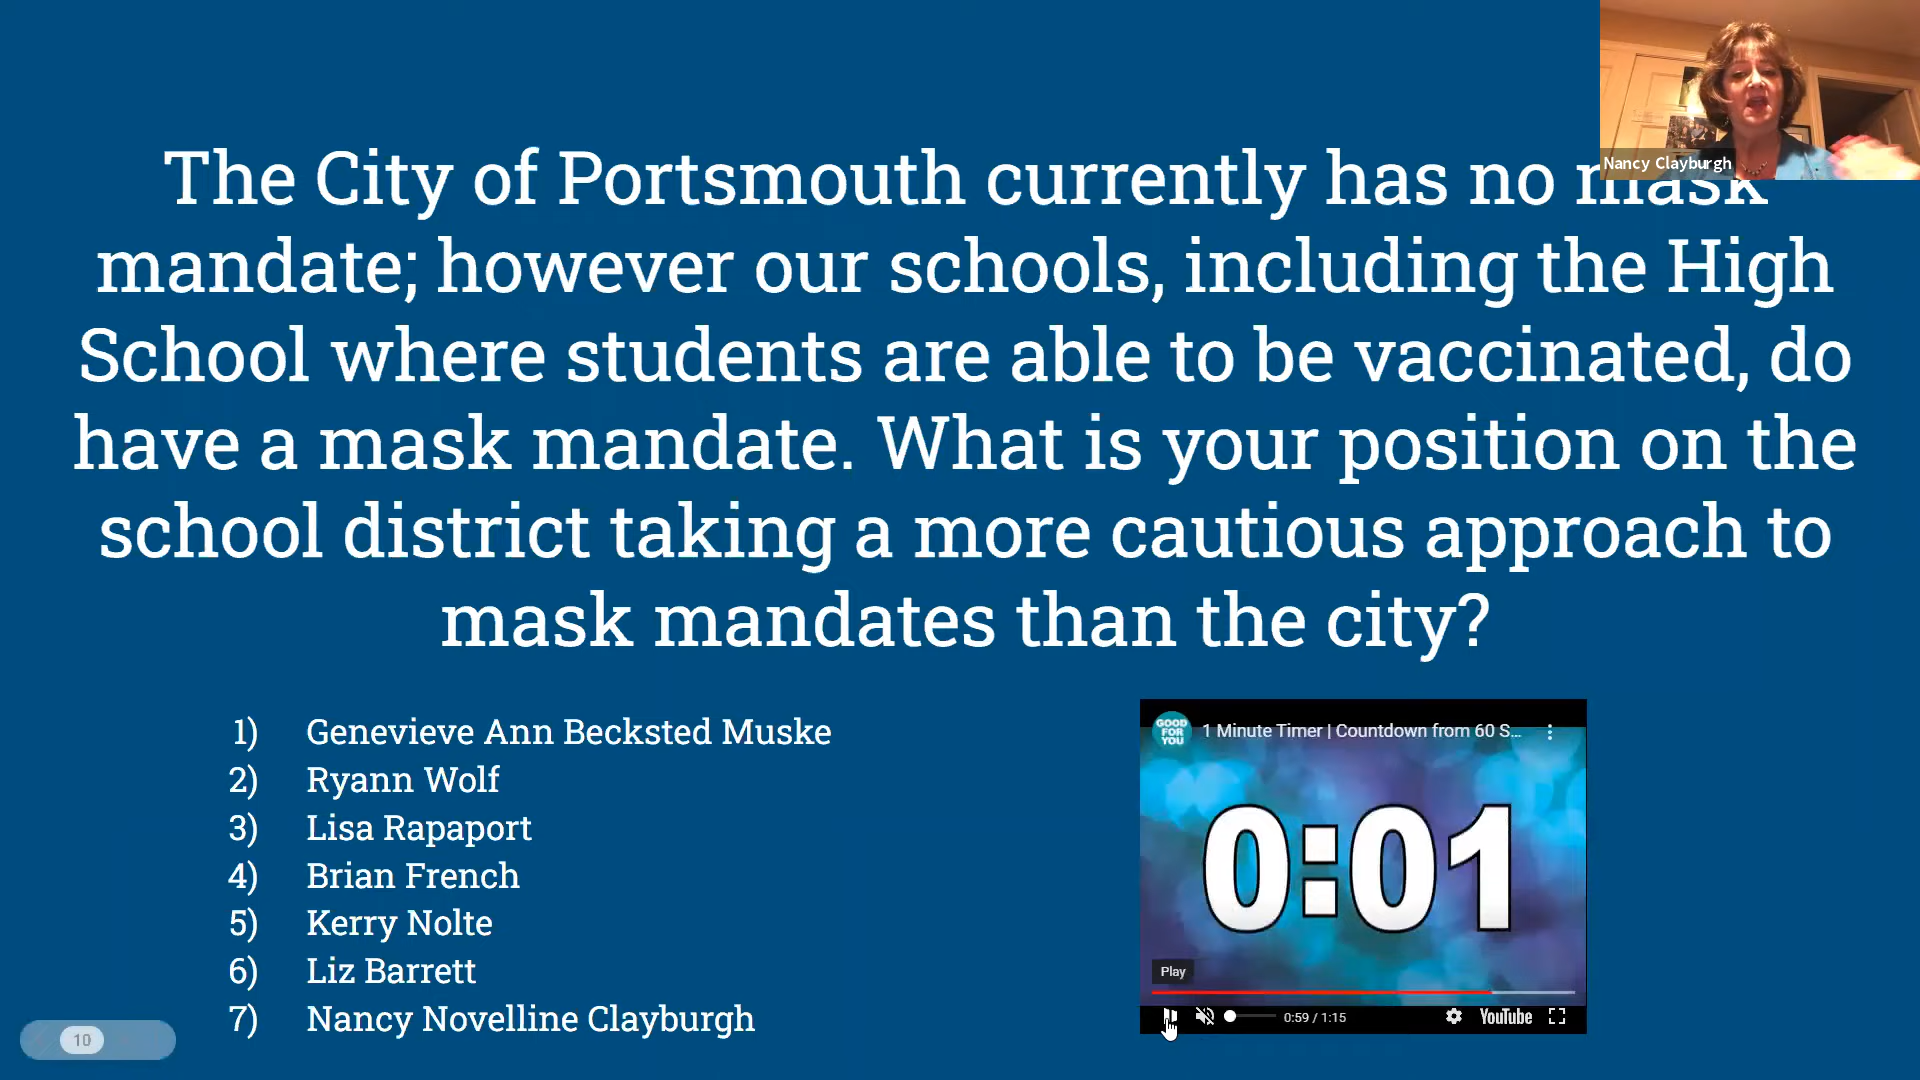 Nancy Clayburgh
The City of Portsmouth currently has no mask
mandate; however our schools, including the High
School where students are able to be vaccinated, do
have a mask mandate. What is your position on the
school district taking a more cautious approach to
mask mandates than the city?
1) Genevieve Ann Becksted Muske
2) Ryann Wolf
3) Lisa Rapaport
4) Brian French
5) Kerry Nolte
6) Liz Barrett
7) Nancy Novelline Clayburgh
GOOD
FOR
YOU
1 Minute Timer | Countdown from 60 S...
0:01
Play
0:59 / 1:15
YouTube
10